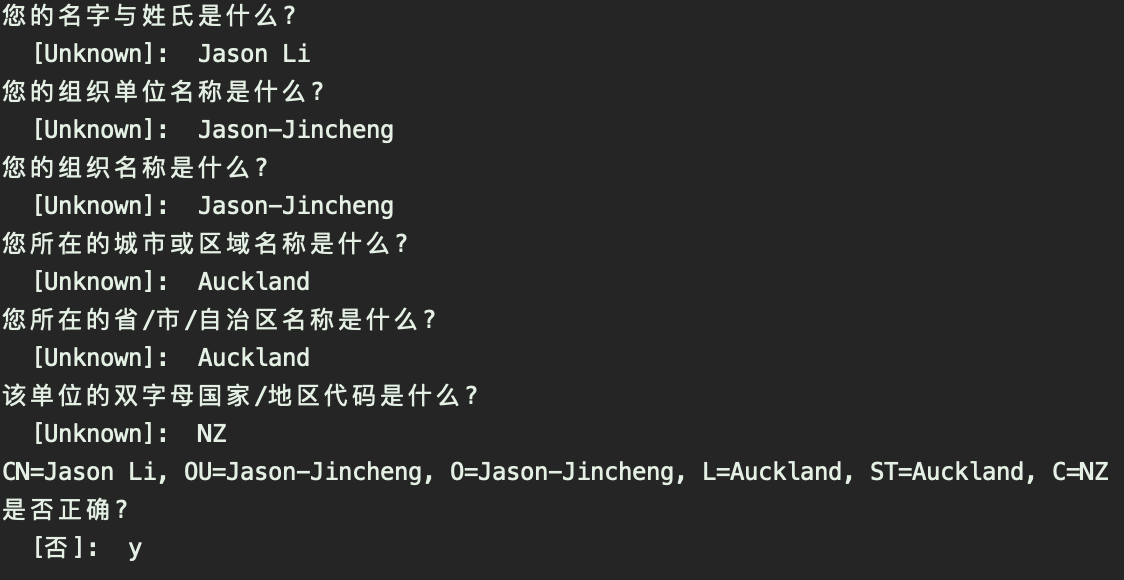 您的名字与姓氏是什么?
[Unknown]: Jason Li
您的组织单位名称是什么?
[Unknown]: Jason-Jincheng
您的组织名称是什么?
[Unknown]: Jason-Jincheng
您所在的城市或区域名称是什么?
[Unknown]: Auckland
您所在的省/市/自治区名称是什么?
[Unknown]: Auckland
该单位的双字母国家/地区代码是什么?
[Unknown]: NZ
CN=Jason Li, OU=Jason-Jincheng, O=Jason-Jincheng, L=Auckland, ST=Auckland, C=NZ
是否正确?
[否]: y